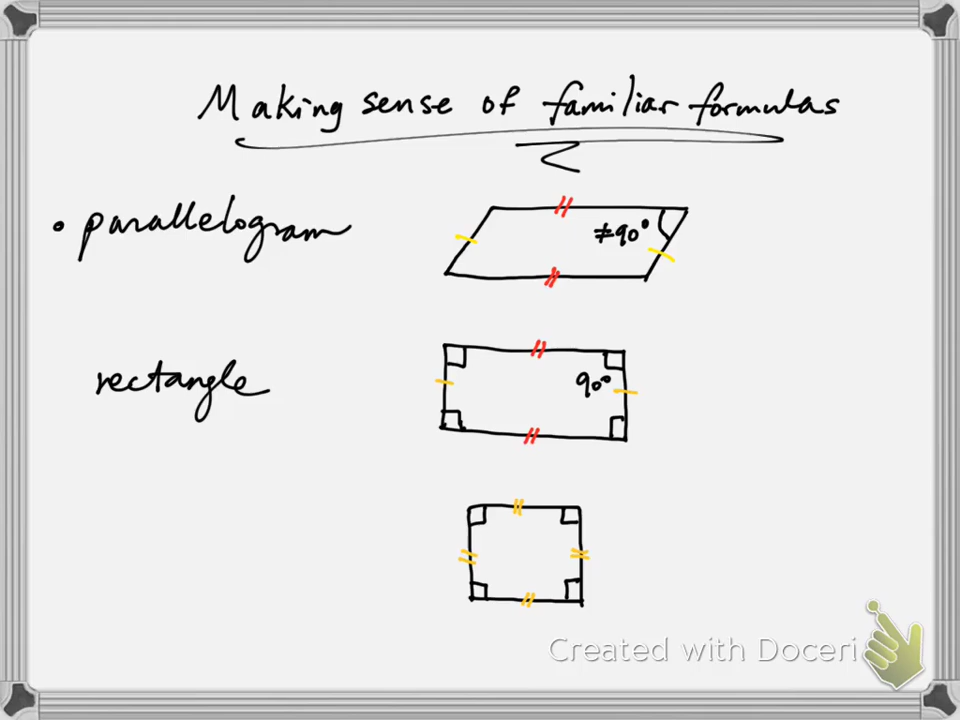 Making sense of familiar formulas
• parallelogram
≠90°
rectangle
90°
Created with Doceri